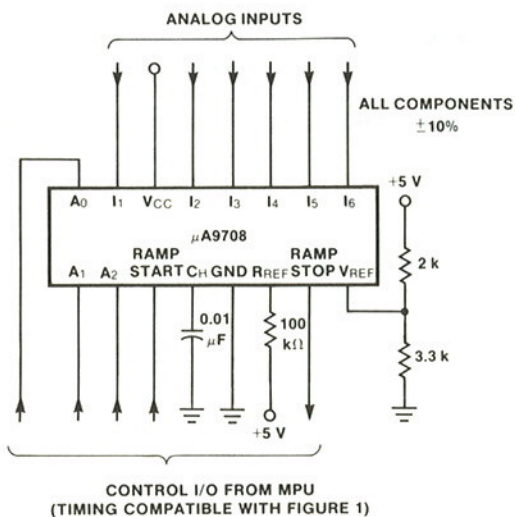 ANALOG INPUTS
ALL COMPONENTS
±10%
+5 V
A0 I1 VCC I2 I3 I4 I5 I6
μA9708
RAMP RAMP
A1 A2 START CH GND RREF STOP VREF
2 k
0.01
μF
100
kΩ
3.3 k
+5 V
CONTROL I/O FROM MPU
(TIMING COMPATIBLE WITH FIGURE 1)